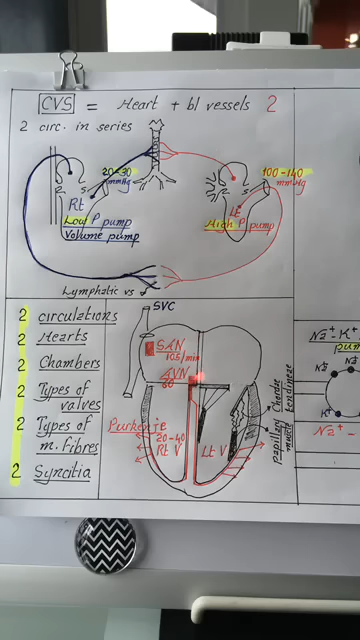 CVS = Heart + bl vessels 2
2 circ. in series
20-30
mmHg
100-140
mmHg
Rt
Low P pump
Volume pump
Lt
High P pump
Lymphatic vs
2 circulations
2 Hearts
2 Chambers
2 Types of
valves
2 Types of
m. fibres
2 Syncitia
SVC
SAN
105/min
AVN
60
Purkenje
20-40
Rt V
Lt V
Chordae
tendineae
Papillary
muscle
Na+ - K+
pum
Na+
K+
K+
Na+ -